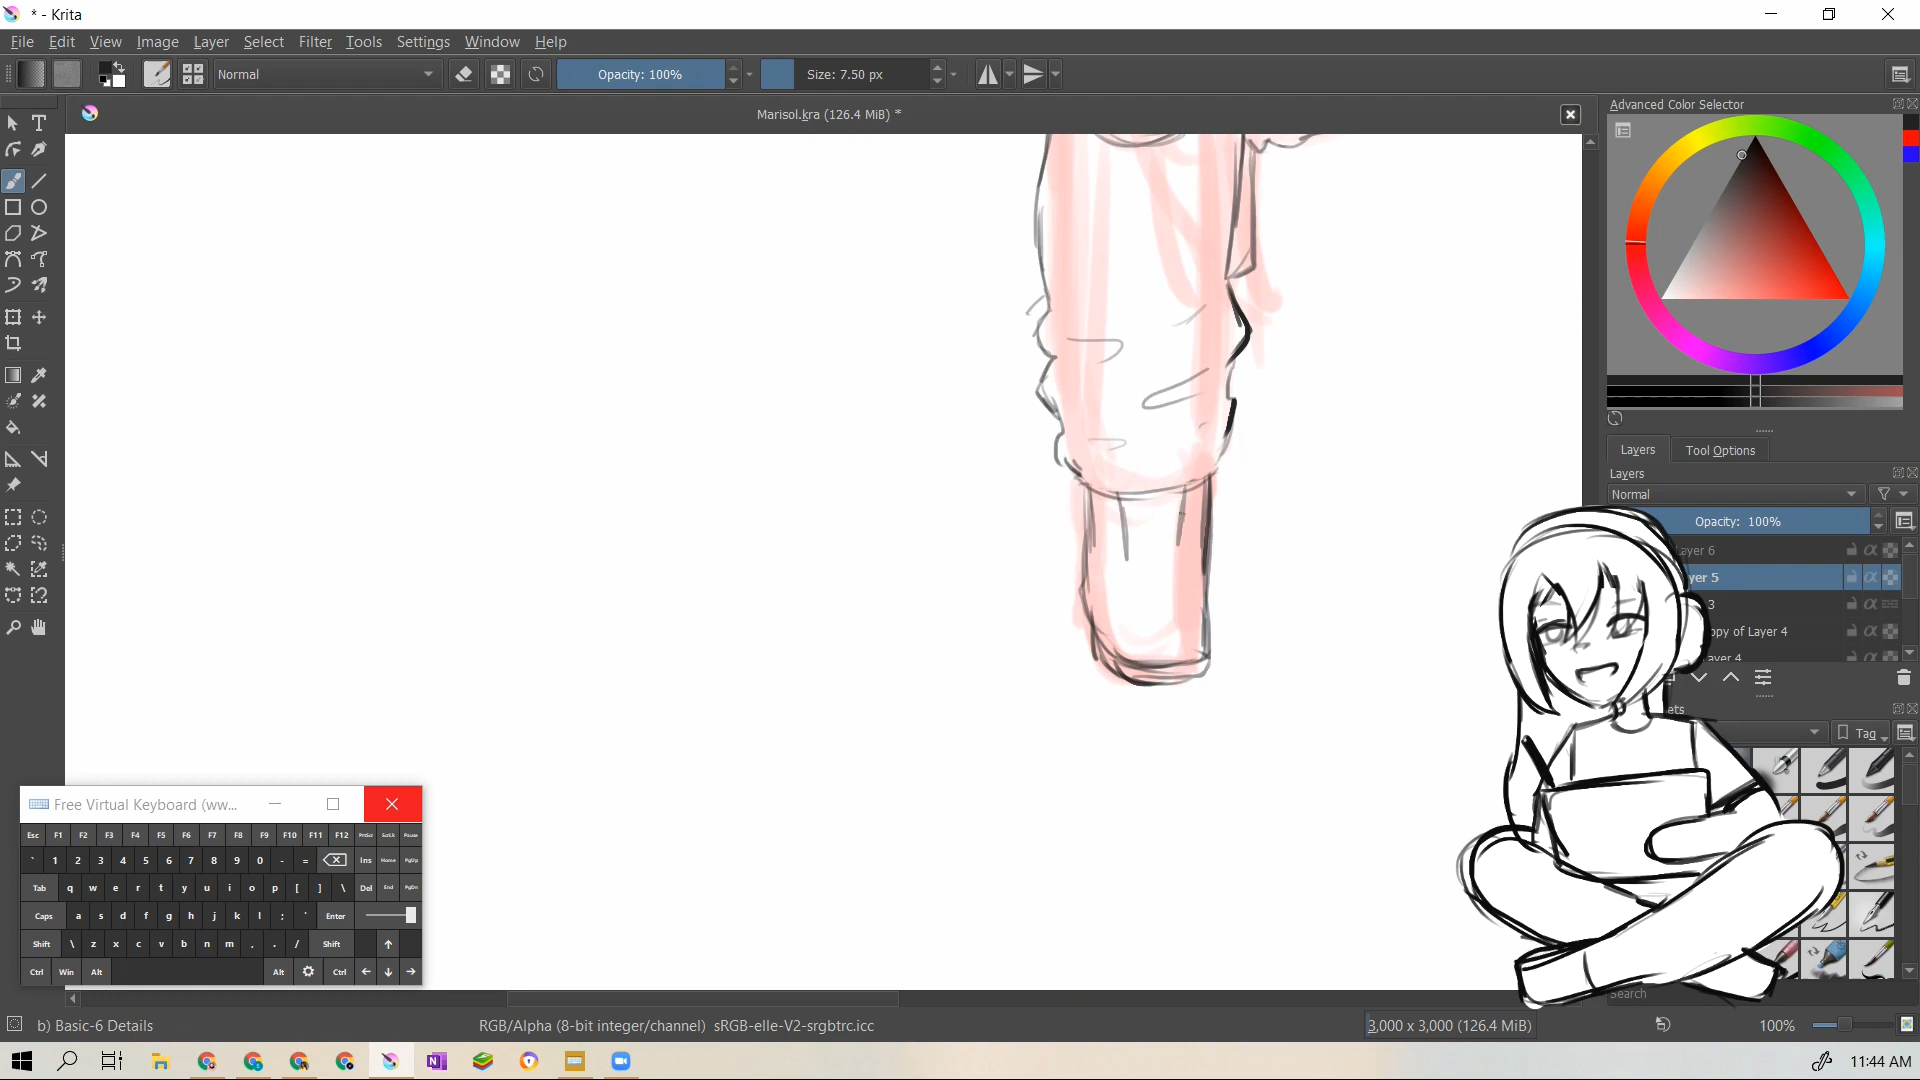 * - Krita
File Edit View Image Layer Select Filter Tools Settings Window Help
Normal
Opacity: 100%
Size: 7.50 px
Marisol.kra (126.4 MiB) *
Advanced Color Selector
Layers Tool Options
Layers
Normal
Opacity: 100%
ayer 6
yer 5
3
opy of Layer 4
ayer 4
ets
Tag
Search
Free Virtual Keyboard (ww...
Esc F1 F2 F3 F4 F5 F6 F7 F8 F9 F10 F11 F12 PrtScr ScrLk Pause
` 1 2 3 4 5 6 7 8 9 0 - = Ins Home PgUp
Tab q w e r t y u i o p [ ] \ Del End PgDn
Caps a s d f g h j k l ; ' Enter
Shift \ z x c v b n m , . / Shift
Ctrl Win Alt Alt Ctrl
b) Basic-6 Details
RGB/Alpha (8-bit integer/channel) sRGB-elle-V2-srgbtrc.icc
3,000 x 3,000 (126.4 MiB)
100%
11:44 AM